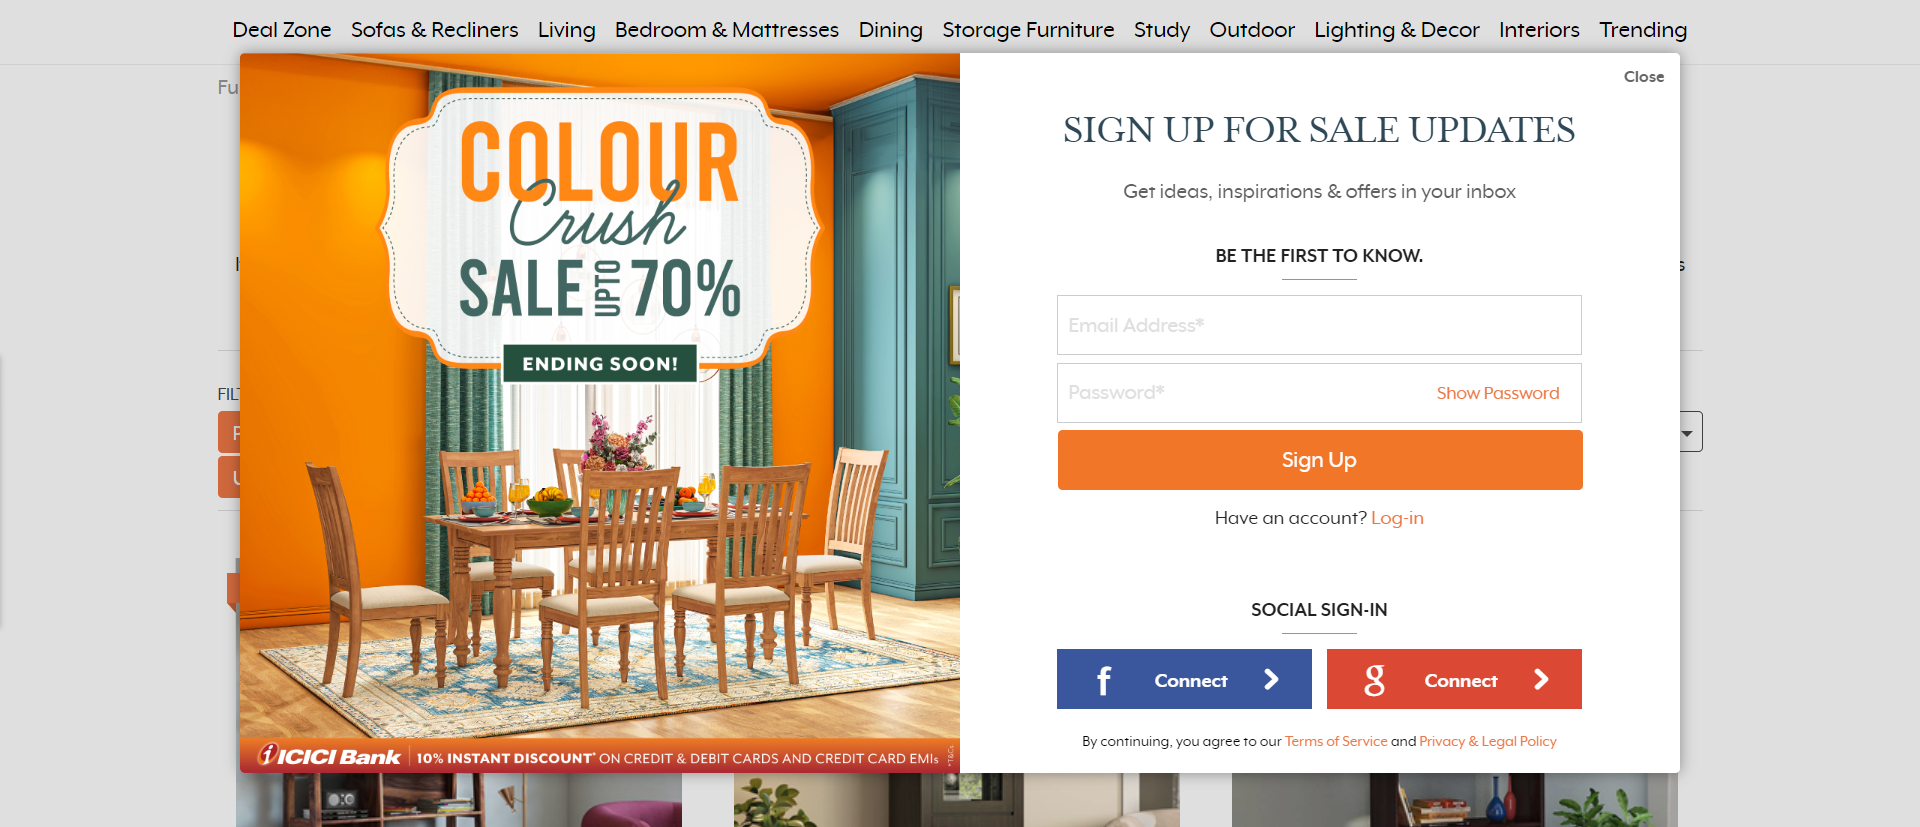 Deal Zone Sofas & Recliners Living Bedroom & Mattresses Dining Storage Furniture Study Outdoor Lighting & Decor Interiors Trending
Fu
COLOUR
Crush
SALE UPTO 70%
ENDING SOON!
ICICI Bank 10% INSTANT DISCOUNT* ON CREDIT & DEBIT CARDS AND CREDIT CARD EMIs *T&Cs
Close
SIGN UP FOR SALE UPDATES
Get ideas, inspirations & offers in your inbox
BE THE FIRST TO KNOW.
Email Address*
Password* Show Password
Sign Up
Have an account? Log-in
SOCIAL SIGN-IN
f Connect
g Connect
By continuing, you agree to our Terms of Service and Privacy & Legal Policy